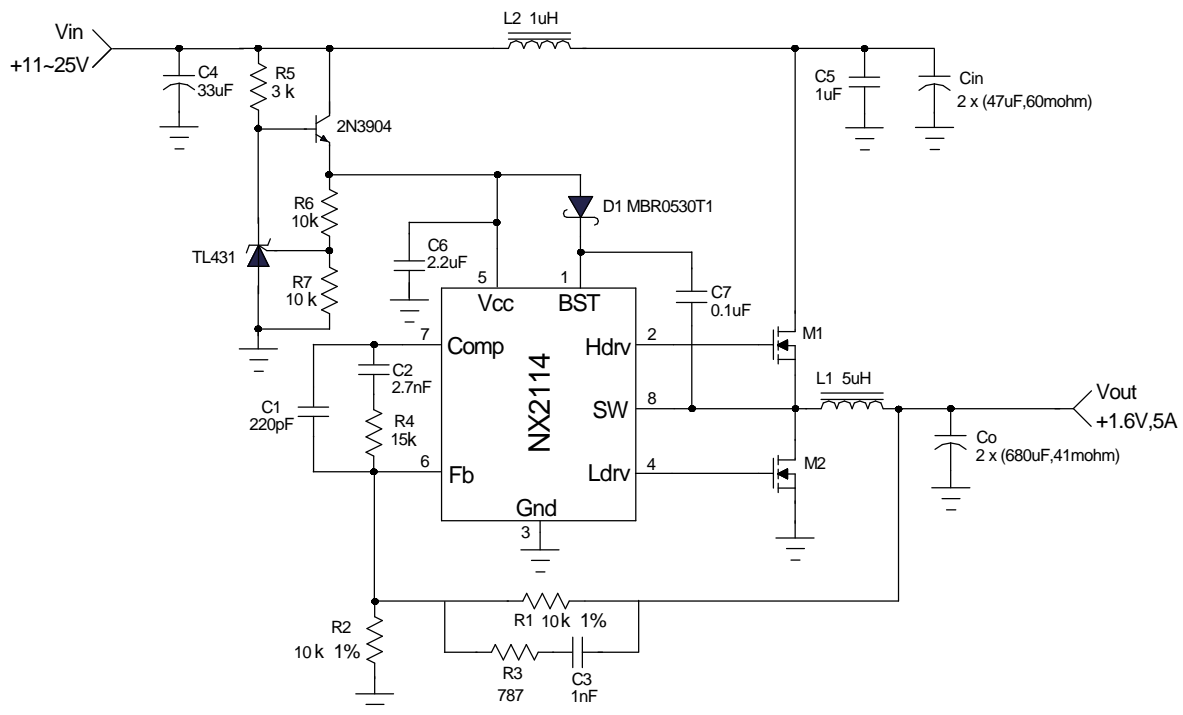 L2 1uH
Vin
+11~25V
C4
33uF
R5
3 k
2N3904
C5
1uF
Cin
2 x (47uF,60mohm)
R6
10k
D1 MBR0530T1
TL431
C6
2.2uF
R7
10 k
5
1
C7
0.1uF
Vcc
BST
7
Comp
Hdrv
2
M1
C2
2.7nF
NX2114
L1 5uH
Vout
+1.6V,5A
C1
220pF
R4
15k
SW
8
Co
2 x (680uF,41mohm)
6
Fb
Ldrv
4
M2
Gnd
3
R1 10k 1%
R2
10 k 1%
R3
787
C3
1nF